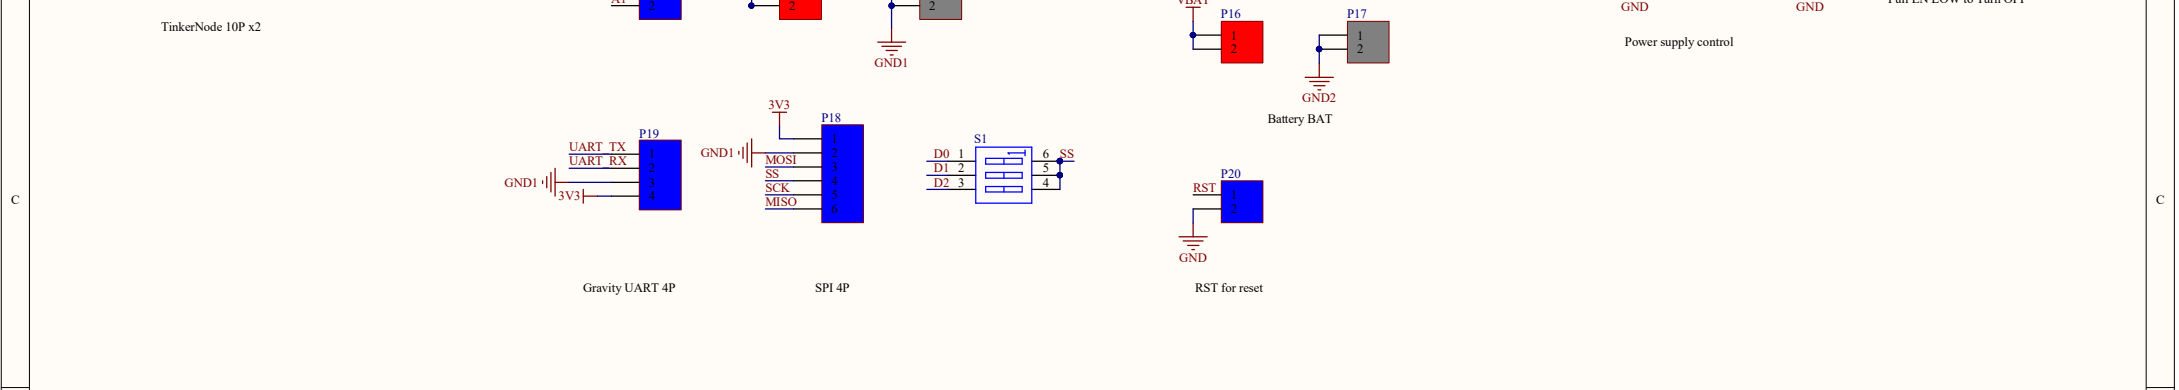 2
2
2
TinkerNode 10P x2
GND1
P16
1
2
P17
1
2
GND2
Battery BAT
GND
GND
Power supply control
P19
UART_TX
UART_RX
GND1
3V3
1
2
3
4
Gravity UART 4P
3V3
P18
GND1
MOSI
SS
SCK
MISO
1
2
3
4
5
6
SPI 4P
S1
D0 1
D1 2
D2 3
1
6 SS
5
4
P20
RST
1
2
GND
RST for reset
C
C